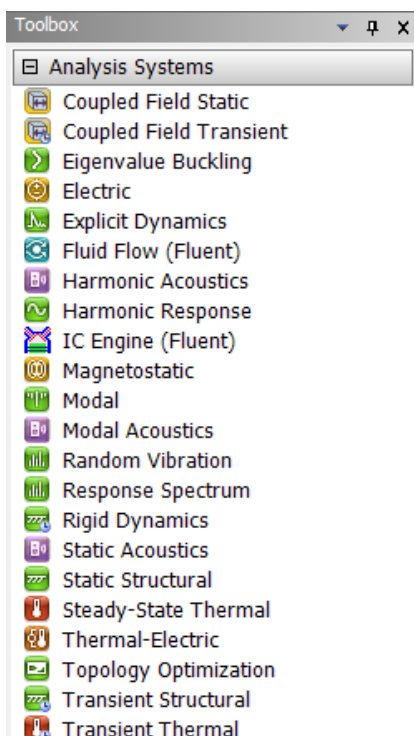 Toolbox
Analysis Systems
Coupled Field Static
Coupled Field Transient
Eigenvalue Buckling
Electric
Explicit Dynamics
Fluid Flow (Fluent)
Harmonic Acoustics
Harmonic Response
IC Engine (Fluent)
Magnetostatic
Modal
Modal Acoustics
Random Vibration
Response Spectrum
Rigid Dynamics
Static Acoustics
Static Structural
Steady-State Thermal
Thermal-Electric
Topology Optimization
Transient Structural
Transient Thermal